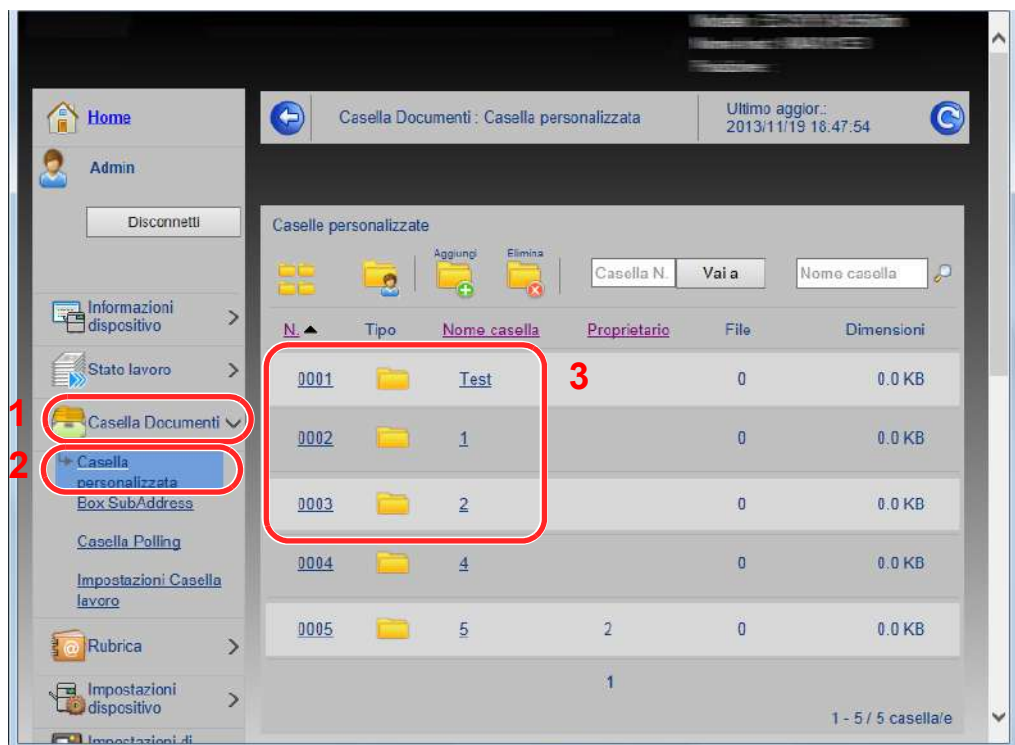 Home
Admin
Disconnetti
Informazioni
dispositivo
Stato lavoro
1
Casella Documenti
2
Casella
personalizzata
Box SubAddress
Casella Polling
Impostazioni Casella
lavoro
Rubrica
Impostazioni
dispositivo
Impostazioni di
Casella Documenti : Casella personalizzata
Ultimo aggior.:
2013/11/19 18:47:54
Caselle personalizzate
Aggiungi Elimina
Casella N. Vai a Nome casella
N. Tipo Nome casella Proprietario File Dimensioni
3
0001 Test 0 0.0 KB
0002 1 0 0.0 KB
0003 2 0 0.0 KB
0004 4 0 0.0 KB
0005 5 2 0 0.0 KB
1
1 - 5 / 5 casella/e